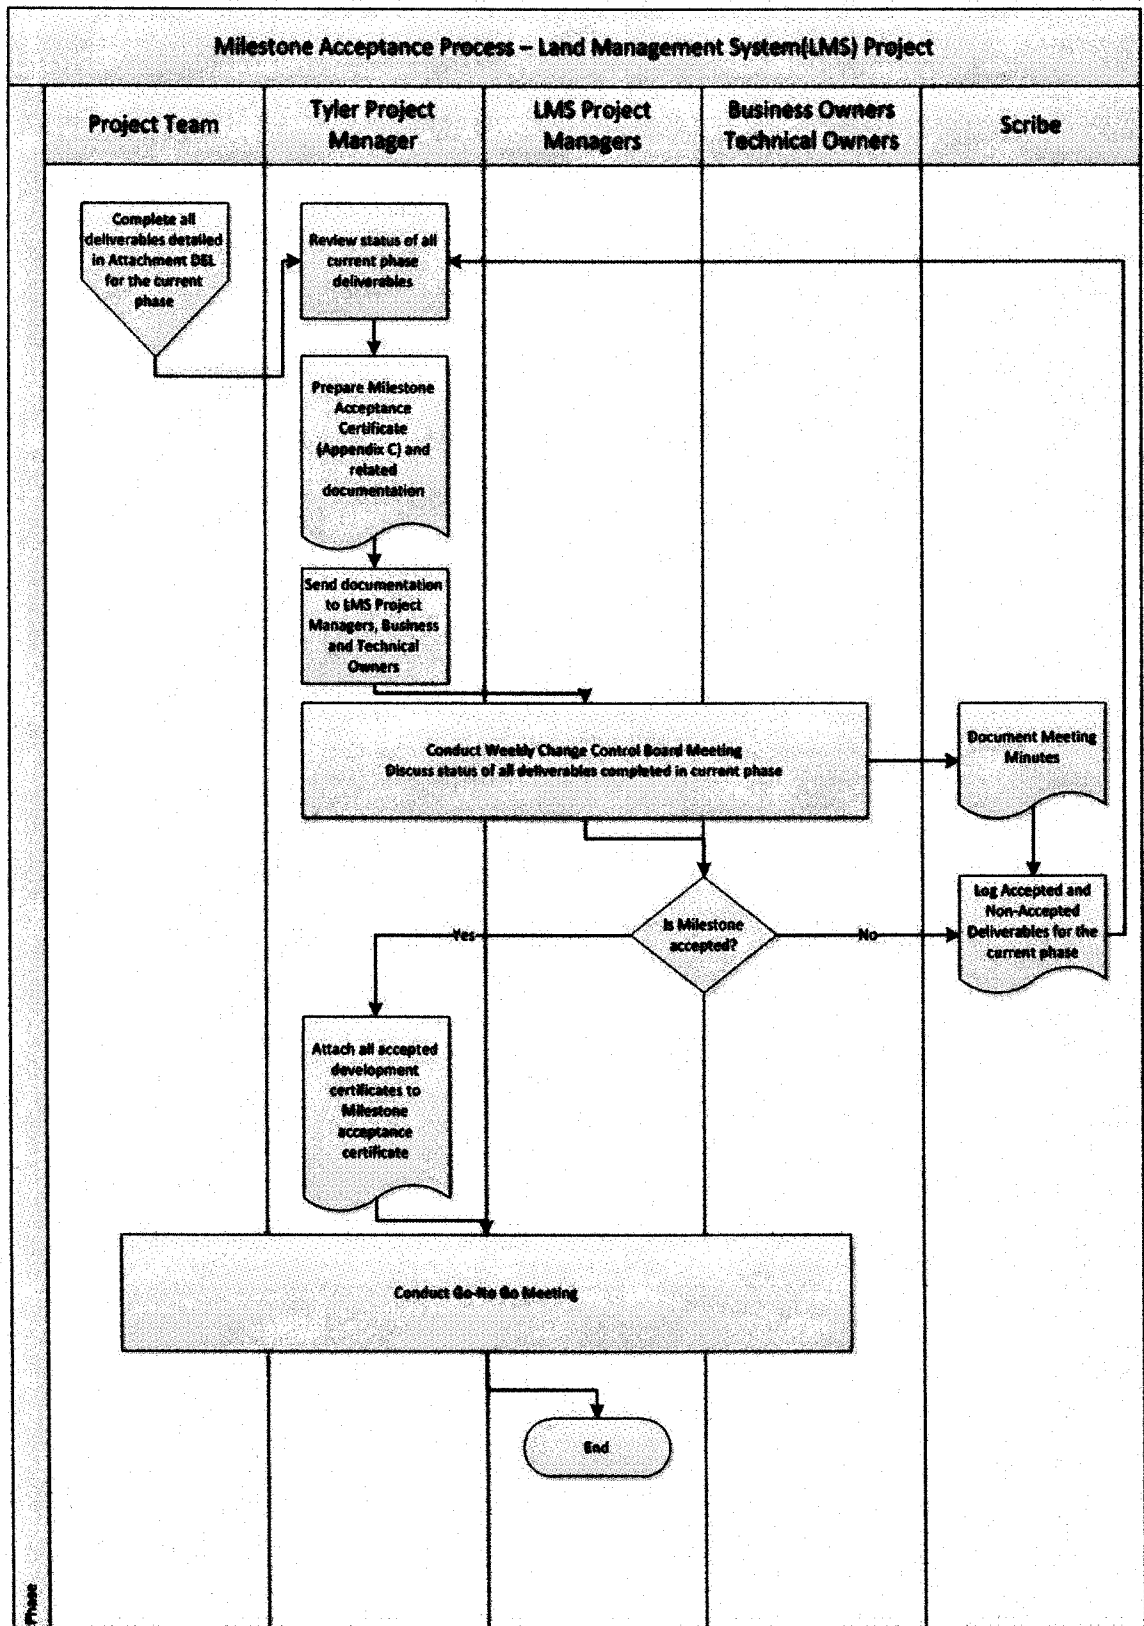 Milestone Acceptance Process – Land Management System(LMS) Project
Project Team
Tyler Project
Manager
LMS Project
Managers
Business Owners
Technical Owners
Scribe
Complete all
deliverables detailed
in Attachment DEL
for the current
phase
Review status of all
current phase
deliverables
Prepare Milestone
Acceptance
Certificate
(Appendix C) and
related
documentation
Send documentation
to LMS Project
Managers, Business
and Technical
Owners
Conduct Weekly Change Control Board Meeting
Discuss status of all deliverables completed in current phase
Document Meeting
Minutes
Is Milestone
accepted?
Yes
No
Log Accepted and
Non-Accepted
Deliverables for the
current phase
Attach all accepted
development
certificates to
Milestone
acceptance
certificate
Conduct Go-No Go Meeting
End
Phase